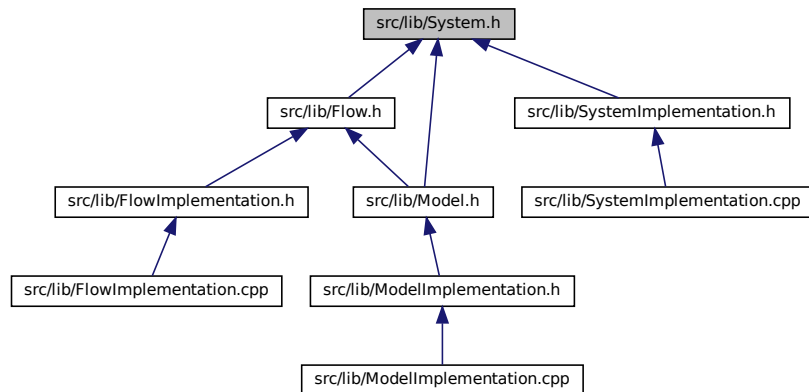 src/lib/System.h
src/lib/Flow.h
src/lib/SystemImplementation.h
src/lib/FlowImplementation.h
src/lib/Model.h
src/lib/SystemImplementation.cpp
src/lib/FlowImplementation.cpp
src/lib/ModelImplementation.h
src/lib/ModelImplementation.cpp